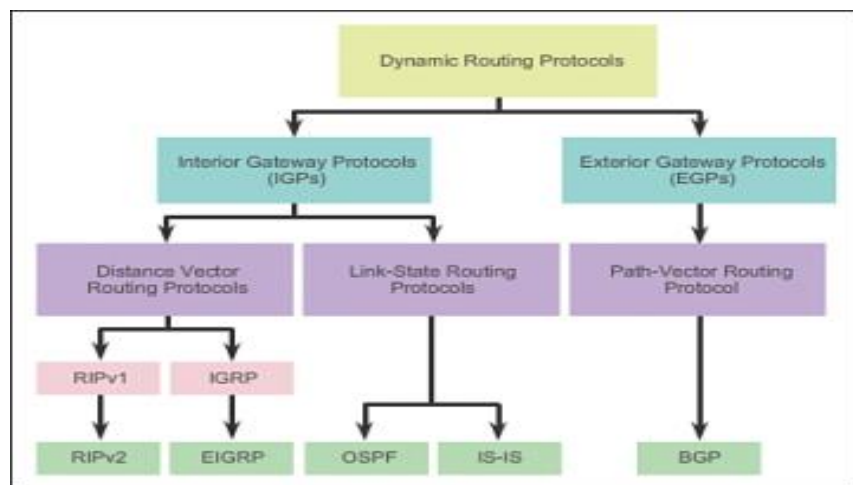 Dynamic Routing Protocols
Interior Gateway Protocols
(IGPs)
Exterior Gateway Protocols
(EGPs)
Distance Vector
Routing Protocols
Link-State Routing
Protocols
Path-Vector Routing
Protocol
RIPv1
IGRP
RIPv2
EIGRP
OSPF
IS-IS
BGP